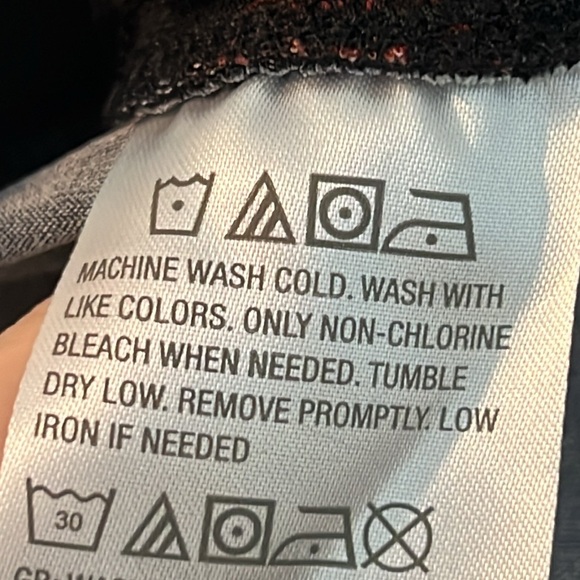 MACHINE WASH COLD. WASH WITH
LIKE COLORS. ONLY NON-CHLORINE
BLEACH WHEN NEEDED. TUMBLE
DRY LOW. REMOVE PROMPTLY. LOW
IRON IF NEEDED
30